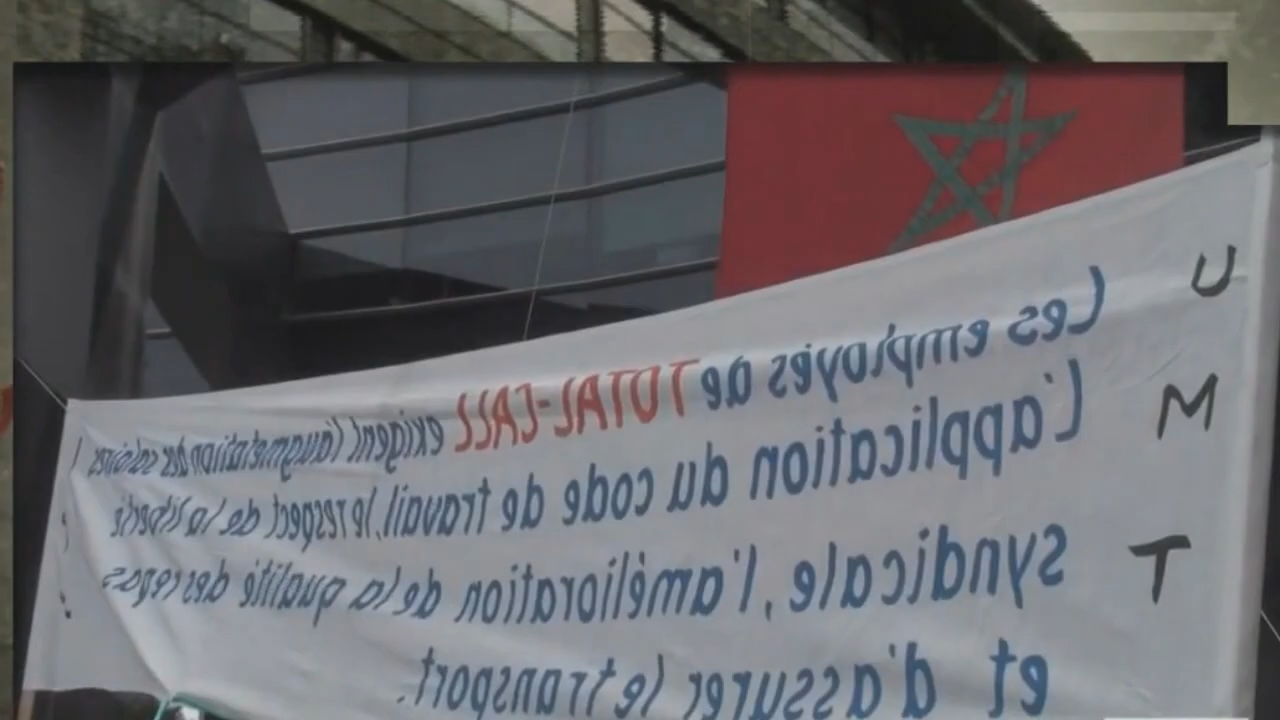 U
M
T
Les employés de TOTAL-CALL exigent l'augmetation des salaires
L'application du code de travail, le respect de la liberté
syndicale, l'amélioration de la qualité des repas
et d'assurer le transport.